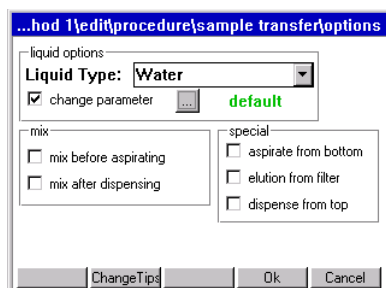 ...hod 1\edit\procedure\sample transfer\options
liquid options
Liquid Type: Water
change parameter ... default
mix
mix before aspirating
mix after dispensing
special
aspirate from bottom
elution from filter
dispense from top
ChangeTips Ok Cancel